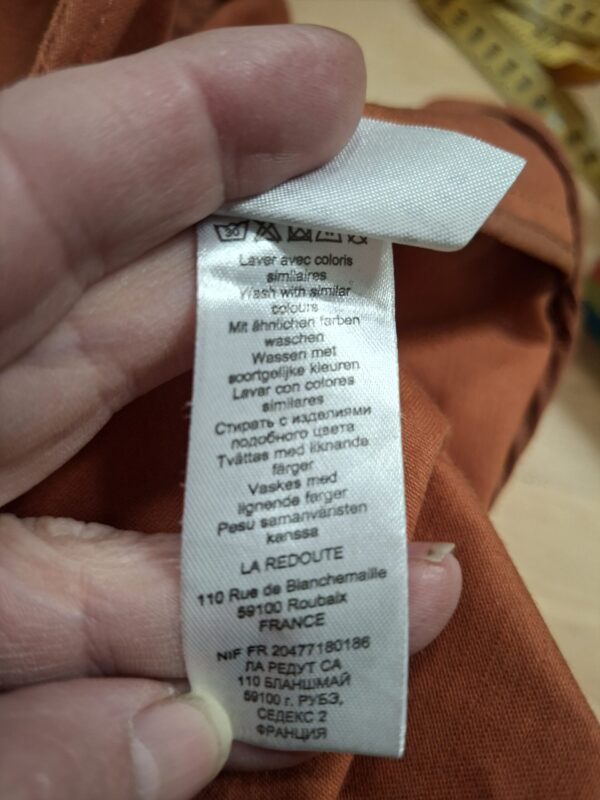 30
Laver avec coloris
similaires
Wash with similar
colours
Mit ähnlichen farben
waschen
Wassen met
soortgelijke kleuren
Lavar con colores
similares
Стирать с изделиями
подобного цвета
Tvättas med liknande
färger
Vaskes med
lignende farger
Pesu samanväristen
kanssa
LA REDOUTE
110 Rue de Blanchemaille
59100 Roubaix
FRANCE
NIF FR 20477180186
ЛА РЕДУТ СА
110 БЛАНШМАЙ
59100 г. РУБЭ,
СЕДЕКС 2
ФРАНЦИЯ